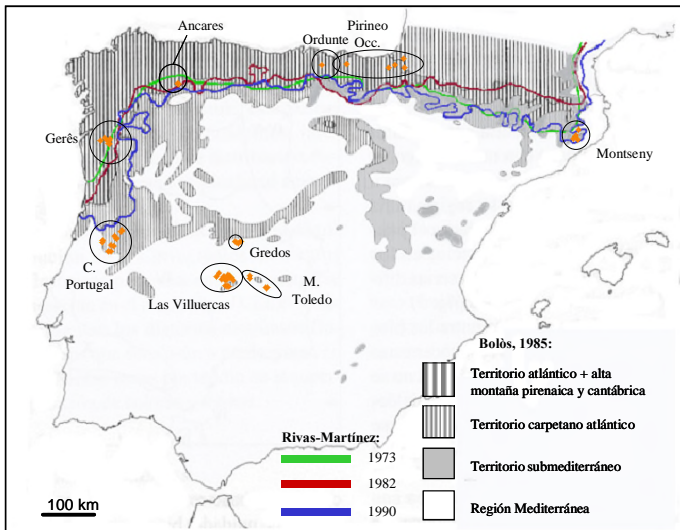 Ancares
Ordunte
Pirineo
Occ.
Gerês
Montseny
C.
Portugal
Gredos
Las Villuercas
M.
Toledo
Bolòs, 1985:
Territorio atlántico + alta
montaña pirenaica y cantábrica
Territorio carpetano atlántico
Territorio submediterráneo
Región Mediterránea
Rivas-Martínez:
1973
1982
1990
100 km